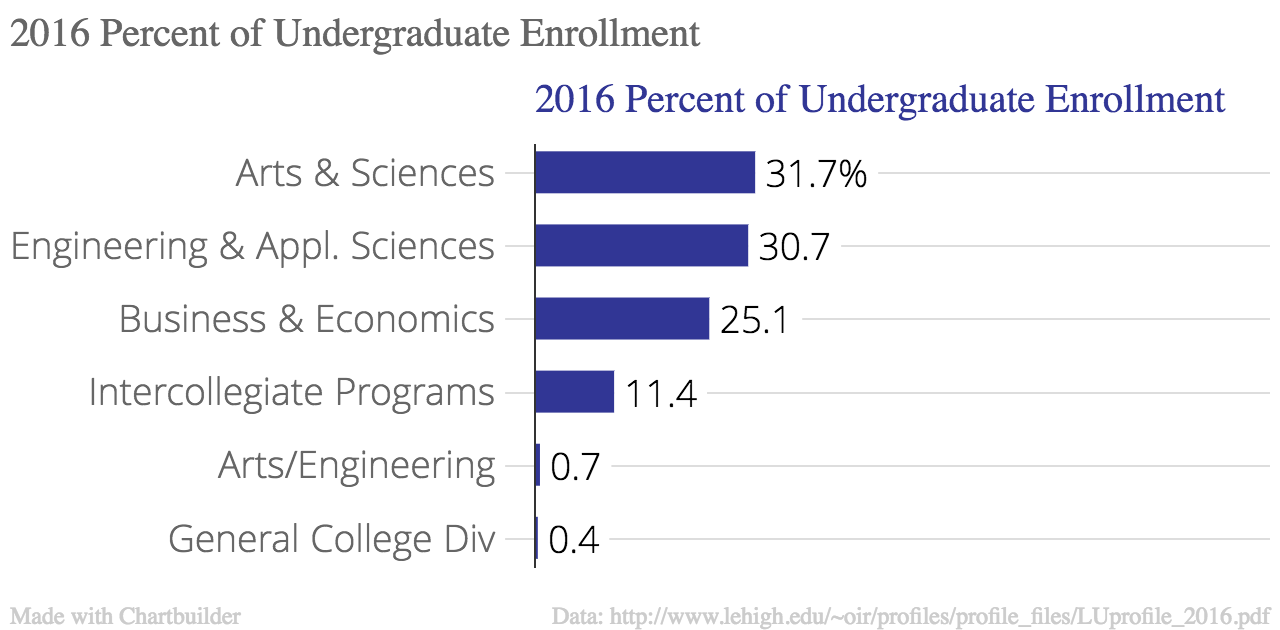 2016 Percent of Undergraduate Enrollment
2016 Percent of Undergraduate Enrollment
Arts & Sciences 31.7%
Engineering & Appl. Sciences 30.7
Business & Economics 25.1
Intercollegiate Programs 11.4
Arts/Engineering 0.7
General College Div 0.4
Made with Chartbuilder Data: http://www.lehigh.edu/~oir/profiles/profile_files/LUprofile_2016.pdf